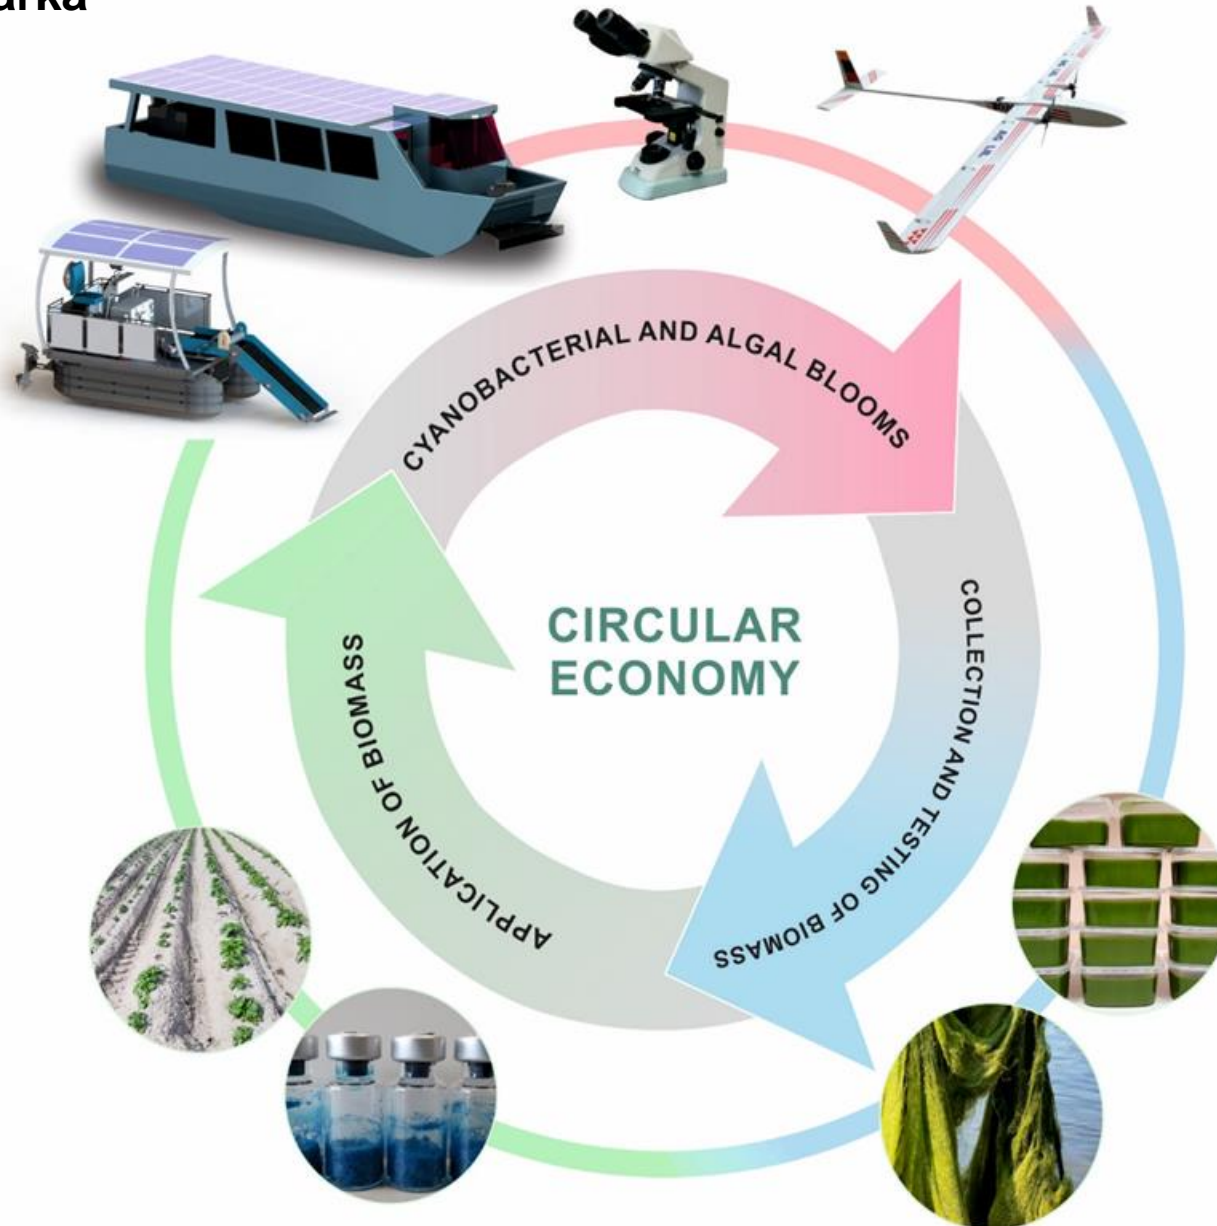 CYANOBACTERIAL AND ALGAL BLOOMS
COLLECTION AND TESTING OF BIOMASS
APPLICATION OF BIOMASS
CIRCULAR
ECONOMY